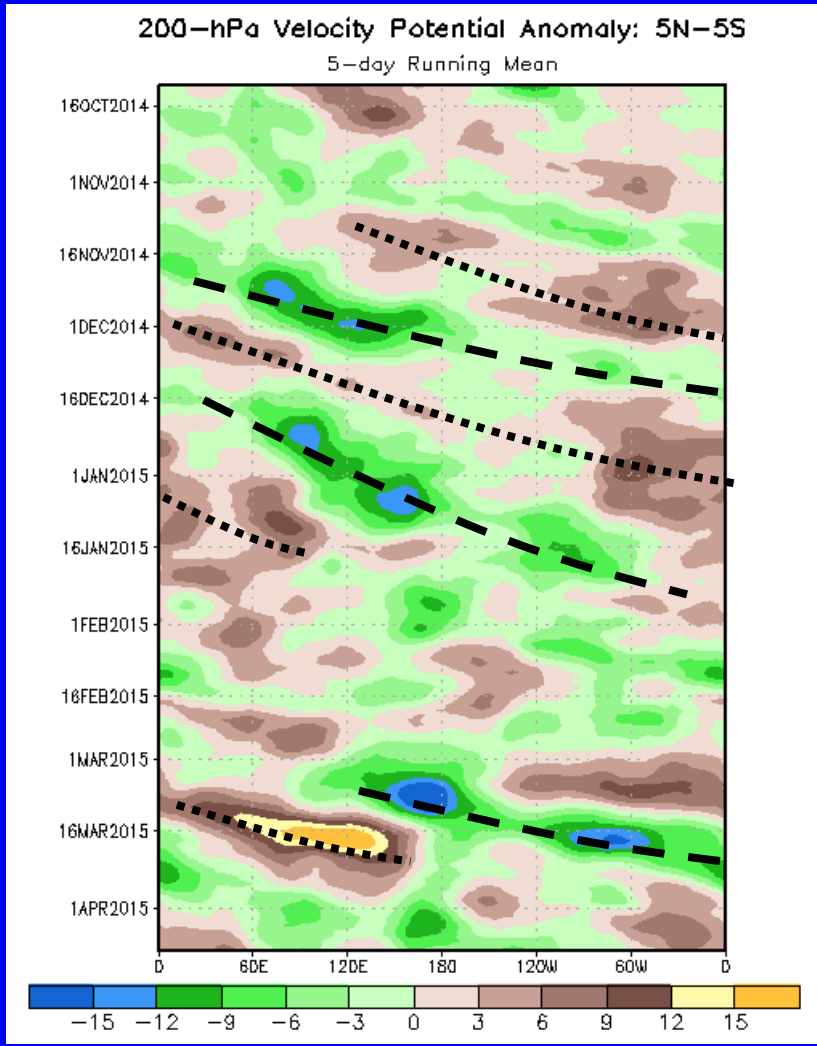 200-hPa Velocity Potential Anomaly: 5N-5S
5-day Running Mean
16OCT2014
1NOV2014
16NOV2014
1DEC2014
16DEC2014
1JAN2015
16JAN2015
1FEB2015
16FEB2015
1MAR2015
16MAR2015
1APR2015
0 60E 120E 180 120W 60W 0
-15 -12 -9 -6 -3 0 3 6 9 12 15